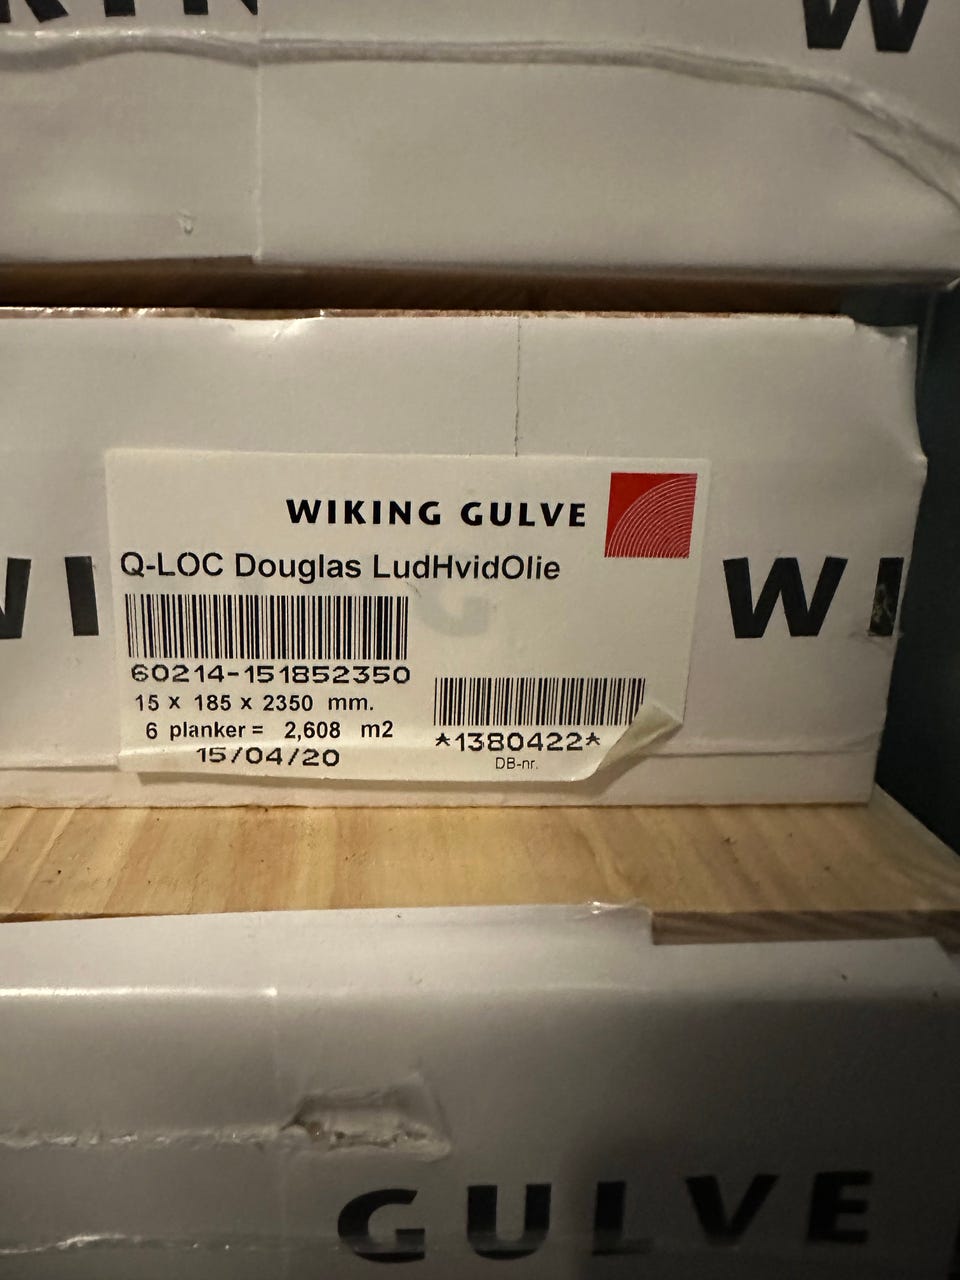 W
WIKING GULVE
Q-LOC Douglas LudHvidOlie
60214-151852350
15 x 185 x 2350 mm.
6 planker = 2,608 m2
15/04/20
*1380422*
DB-nr.
WI
W
GULVE